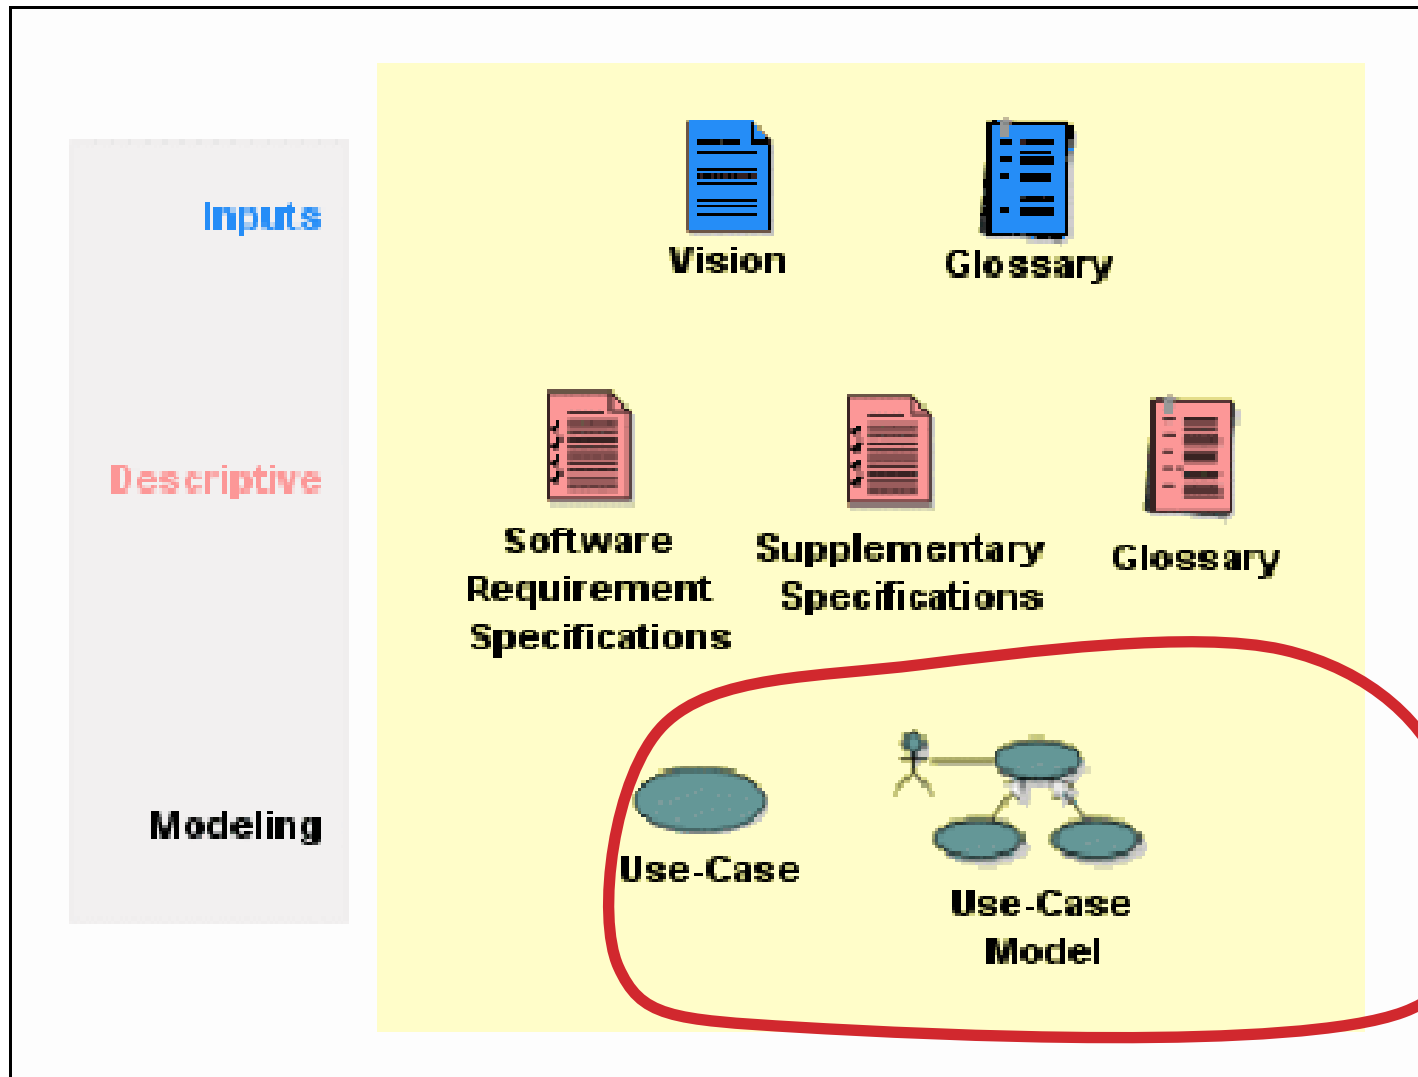 Inputs
Vision
Glossary
Descriptive
Software
Requirement
Specifications
Supplementary
Specifications
Glossary
Modeling
Use-Case
Use-Case
Model